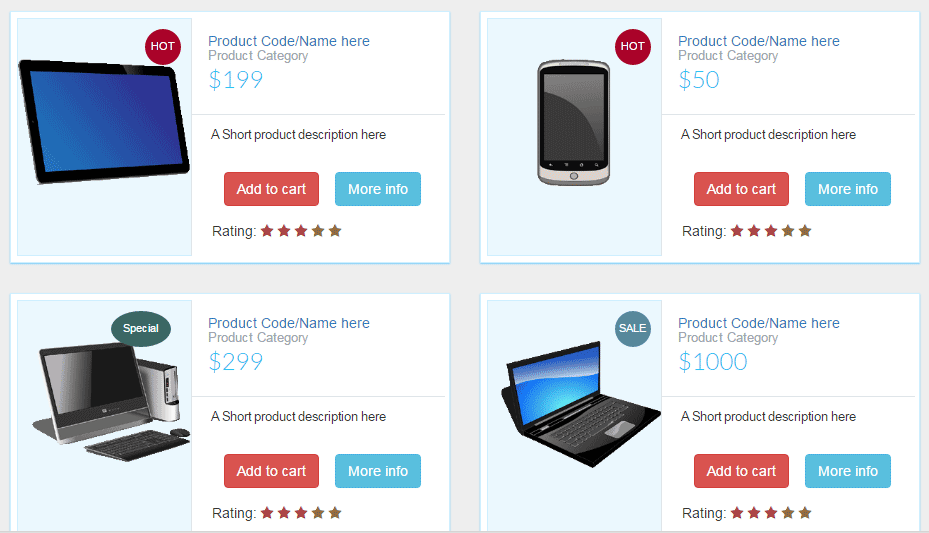 HOT
Product Code/Name here
Product Category
$199
A Short product description here
Add to cart
More info
Rating:
HOT
Product Code/Name here
Product Category
$50
A Short product description here
Add to cart
More info
Rating:
Special
Product Code/Name here
Product Category
$299
A Short product description here
Add to cart
More info
Rating:
SALE
Product Code/Name here
Product Category
$1000
A Short product description here
Add to cart
More info
Rating: